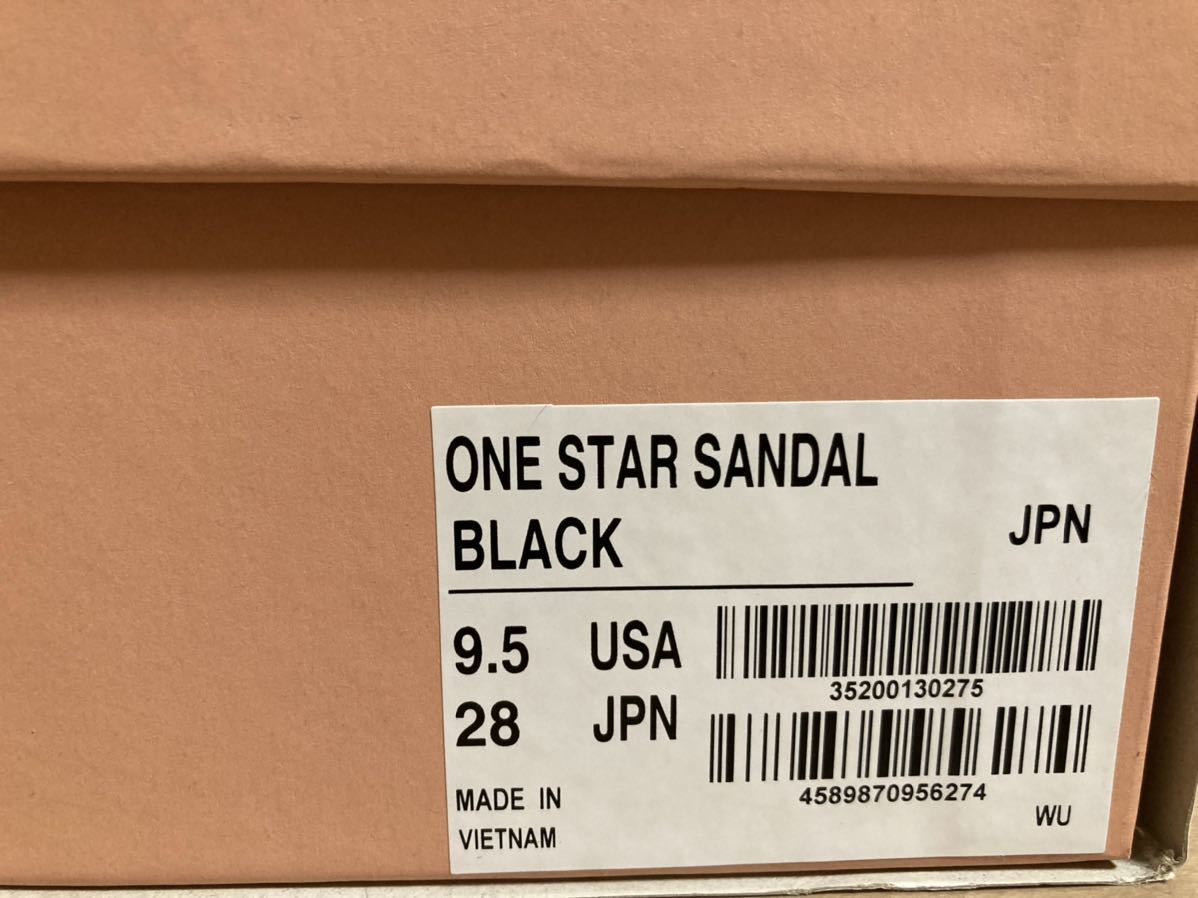 ONE STAR SANDAL
BLACK
JPN
9.5 USA
35200130275
28 JPN
4589870956274
MADE IN
VIETNAM
WU